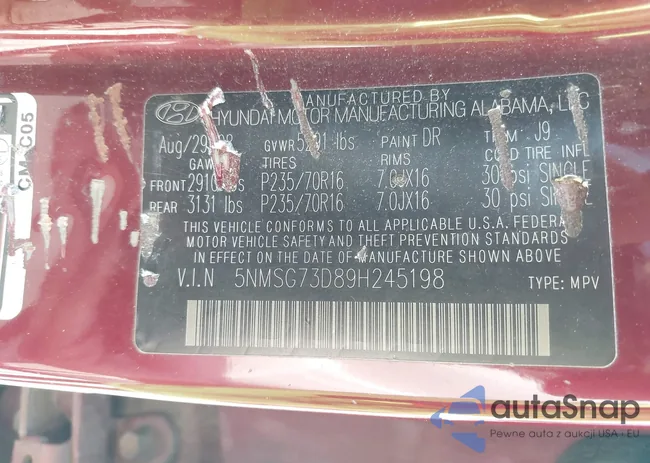 MANUFACTURED BY
HYUNDAI MOTOR MANUFACTURING ALABAMA, LLC
GVWR lbs PAINT DR J9
TIRES RIMS COLD TIRE INFL
FRONT P235/70R16 7.0JX16 30 psi SINGLE
REAR 3131 lbs P235/70R16 7.0JX16 30 psi SINGLE
THIS VEHICLE CONFORMS TO ALL APPLICABLE U.S.A. FEDERAL
MOTOR VEHICLE SAFETY AND THEFT PREVENTION STANDARDS
IN EFFECT ON THE DATE OF MANUFACTURE SHOWN ABOVE
V.I.N 5NMSG73D89H245198 TYPE: MPV
autaSnap
Pewne auta z aukcji USA i EU